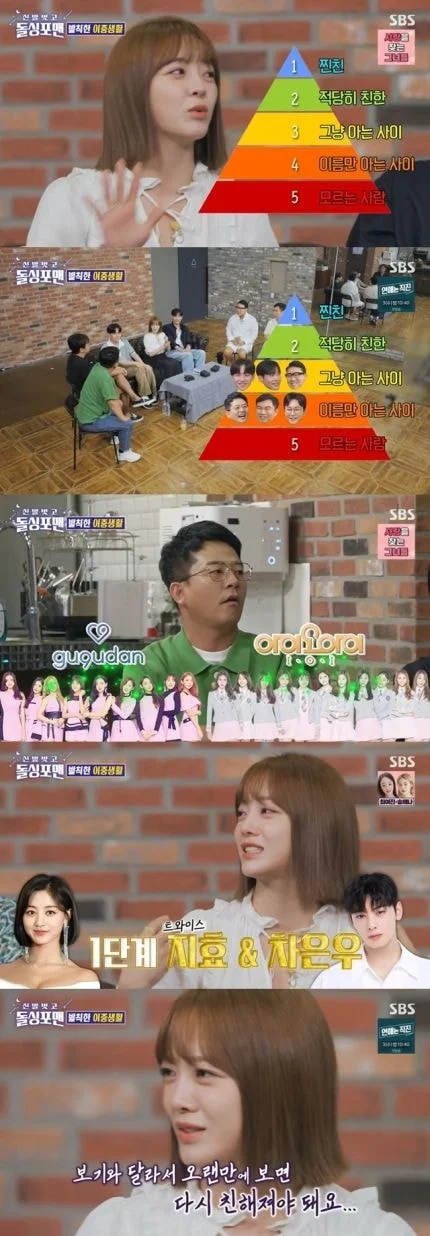 신발 벗고
돌싱포맨
발칙한 이중생활
SBS
사랑을
찾는
그녀들
1 찐친
2 적당히 친한
3 그냥 아는 사이
4 이름만 아는 사이
5 모르는 사람
신발 벗고
돌싱포맨
발칙한 이중생활
SBS
연애는 직진
1 찐친
2 적당히 친한
그냥 아는 사이
이름만 아는 사이
5 모르는 사람
신발 벗고
돌싱포맨
발칙한 이중생활
SBS
사랑을
찾는
그녀들
gugudan
아이오아이
I.O.I
신발 벗고
돌싱포맨
발칙한 이중생활
SBS
트와이스
1단계 지효 & 차은우
신발 벗고
돌싱포맨
발칙한 이중생활
SBS
연애는 직진
보기와 달라서 오랜만에 보면
다시 친해져야 돼요...